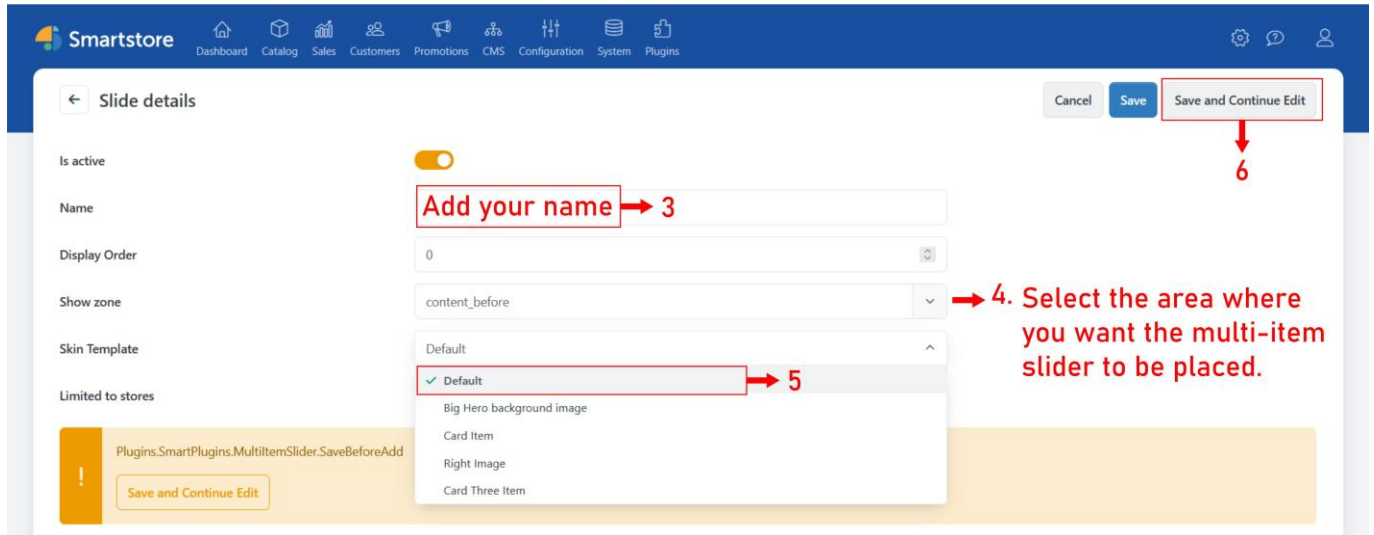 Smartstore
Dashboard Catalog Sales Customers Promotions CMS Configuration System Plugins
Slide details
Cancel Save Save and Continue Edit
6
Is active
Name Add your name 3
Display Order 0
Show zone content_before
4. Select the area where
you want the multi-item
slider to be placed.
Skin Template Default
Default 5
Limited to stores
Big Hero background image
Card Item
Right Image
Card Three Item
Plugins.SmartPlugins.MultiItemSlider.SaveBeforeAdd
Save and Continue Edit